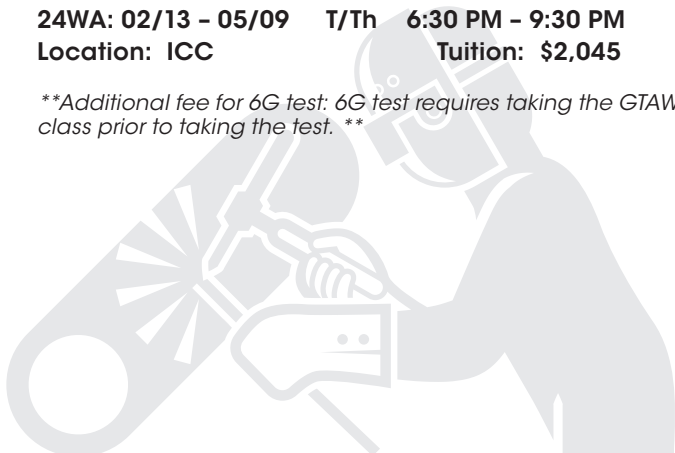 24WA: 02/13 – 05/09 T/Th 6:30 PM – 9:30 PM
Location: ICC Tuition: $2,045
**Additional fee for 6G test: 6G test requires taking the GTAW
class prior to taking the test. **